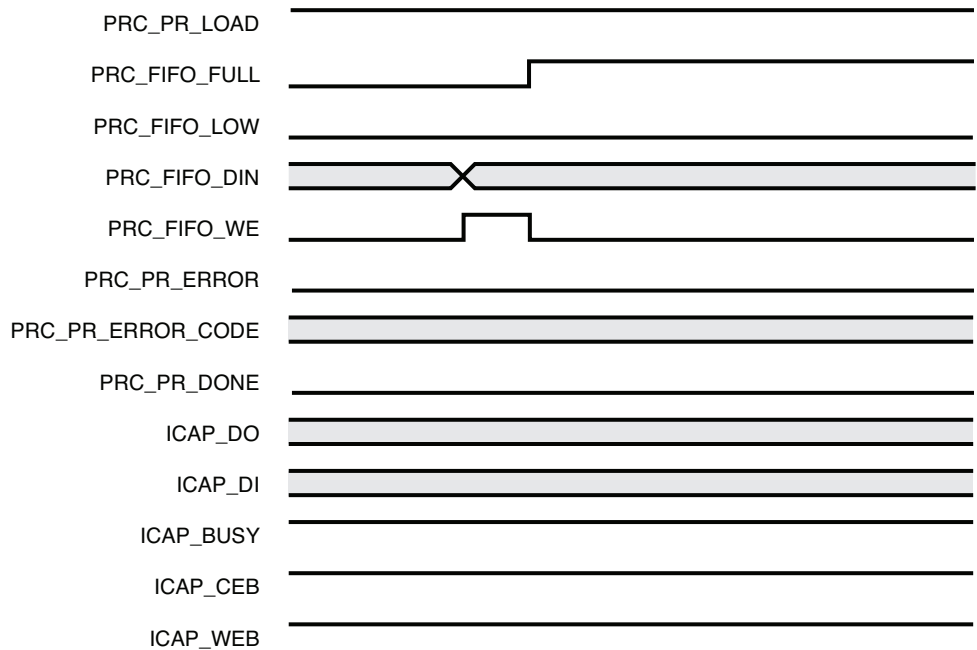 PRC_PR_LOAD
PRC_FIFO_FULL
PRC_FIFO_LOW
PRC_FIFO_DIN
PRC_FIFO_WE
PRC_PR_ERROR
PRC_PR_ERROR_CODE
PRC_PR_DONE
ICAP_DO
ICAP_DI
ICAP_BUSY
ICAP_CEB
ICAP_WEB